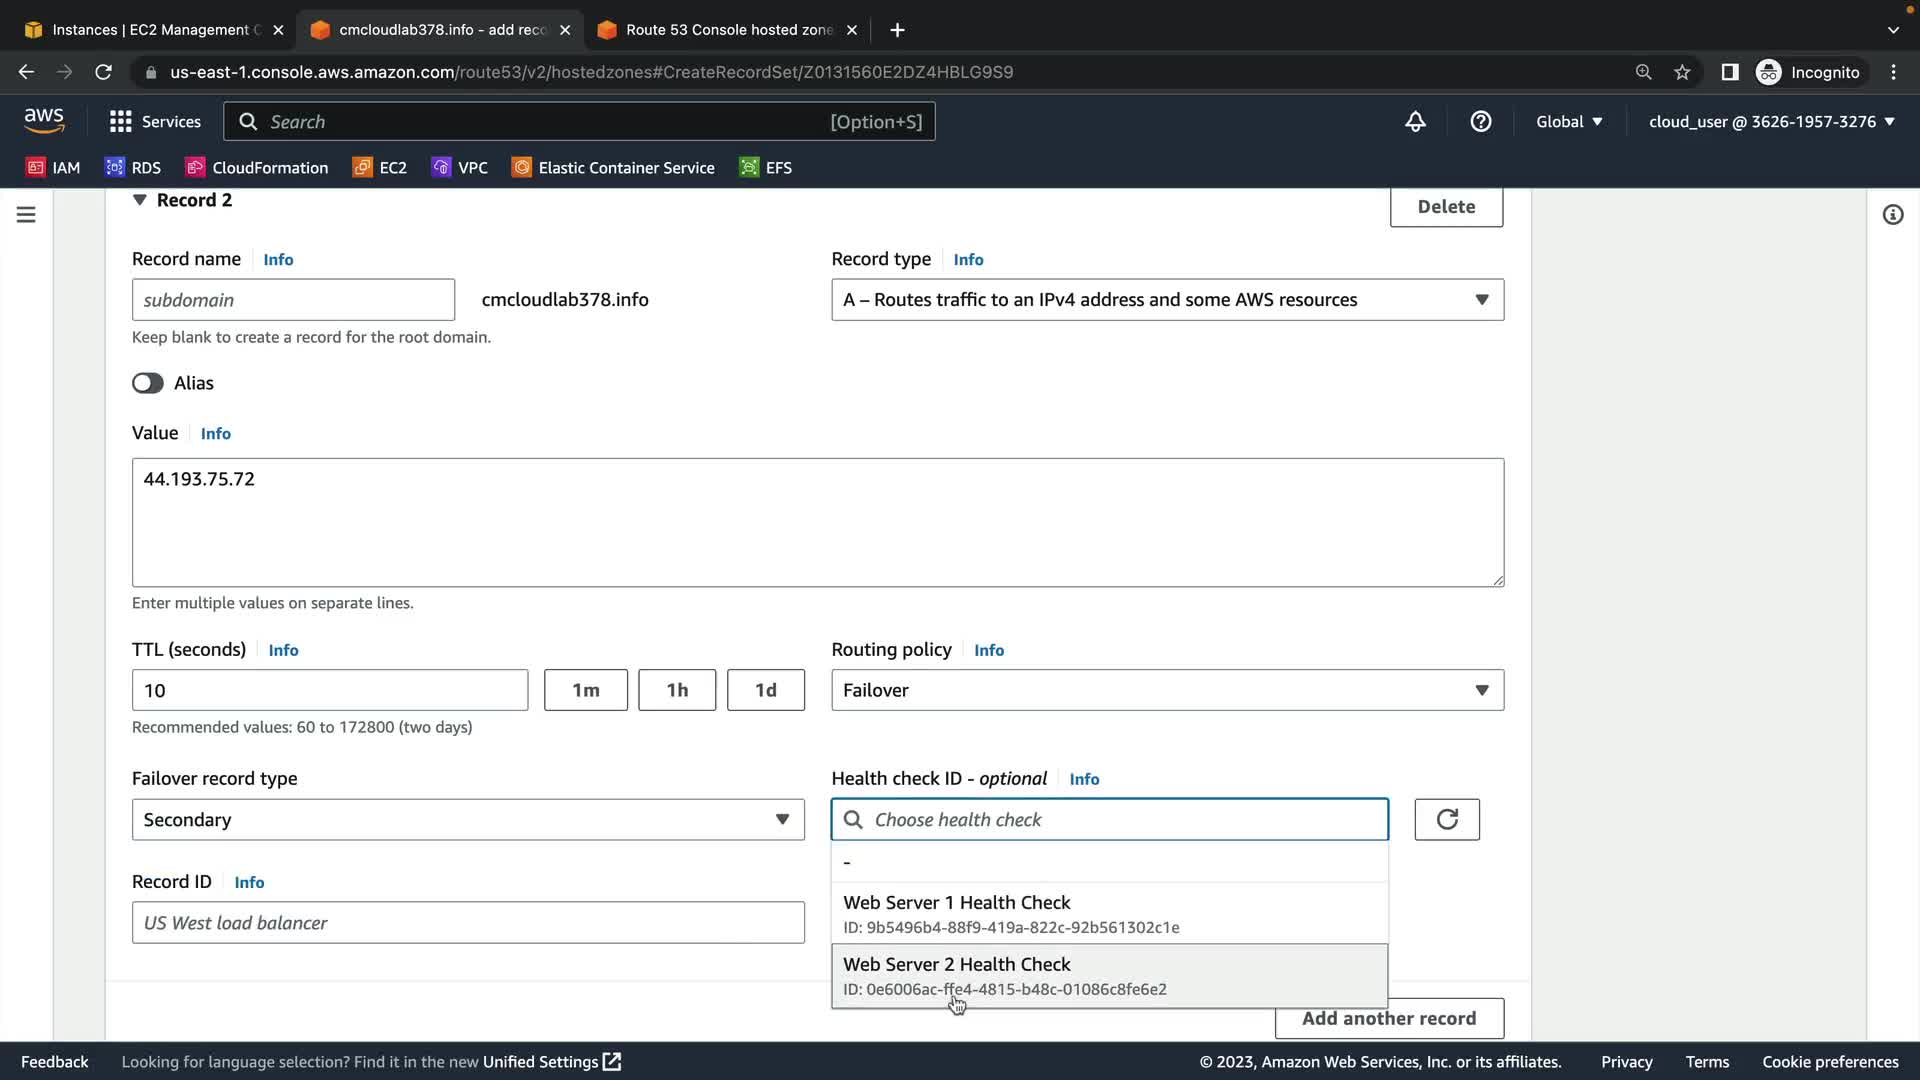 Instances | EC2 Management C
cmcloudlab378.info - add reco
Route 53 Console hosted zone
us-east-1.console.aws.amazon.com/route53/v2/hostedzones#CreateRecordSet/Z0131560E2DZ4HBLG9S9
Incognito
aws
Services
Search
[Option+S]
Global
cloud_user @ 3626-1957-3276
IAM
RDS
CloudFormation
EC2
VPC
Elastic Container Service
EFS
Record 2
Delete
Record name
Info
Record type
Info
subdomain
cmcloudlab378.info
A – Routes traffic to an IPv4 address and some AWS resources
Keep blank to create a record for the root domain.
Alias
Value
Info
44.193.75.72
Enter multiple values on separate lines.
TTL (seconds)
Info
Routing policy
Info
10
1m
1h
1d
Failover
Recommended values: 60 to 172800 (two days)
Failover record type
Health check ID - optional
Info
Secondary
Choose health check
-
Record ID
Info
Web Server 1 Health Check
US West load balancer
ID: 9b5496b4-88f9-419a-822c-92b561302c1e
Web Server 2 Health Check
ID: 0e6006ac-ffe4-4815-b48c-01086c8fe6e2
Add another record
Feedback
Looking for language selection? Find it in the new Unified Settings
© 2023, Amazon Web Services, Inc. or its affiliates.
Privacy
Terms
Cookie preferences